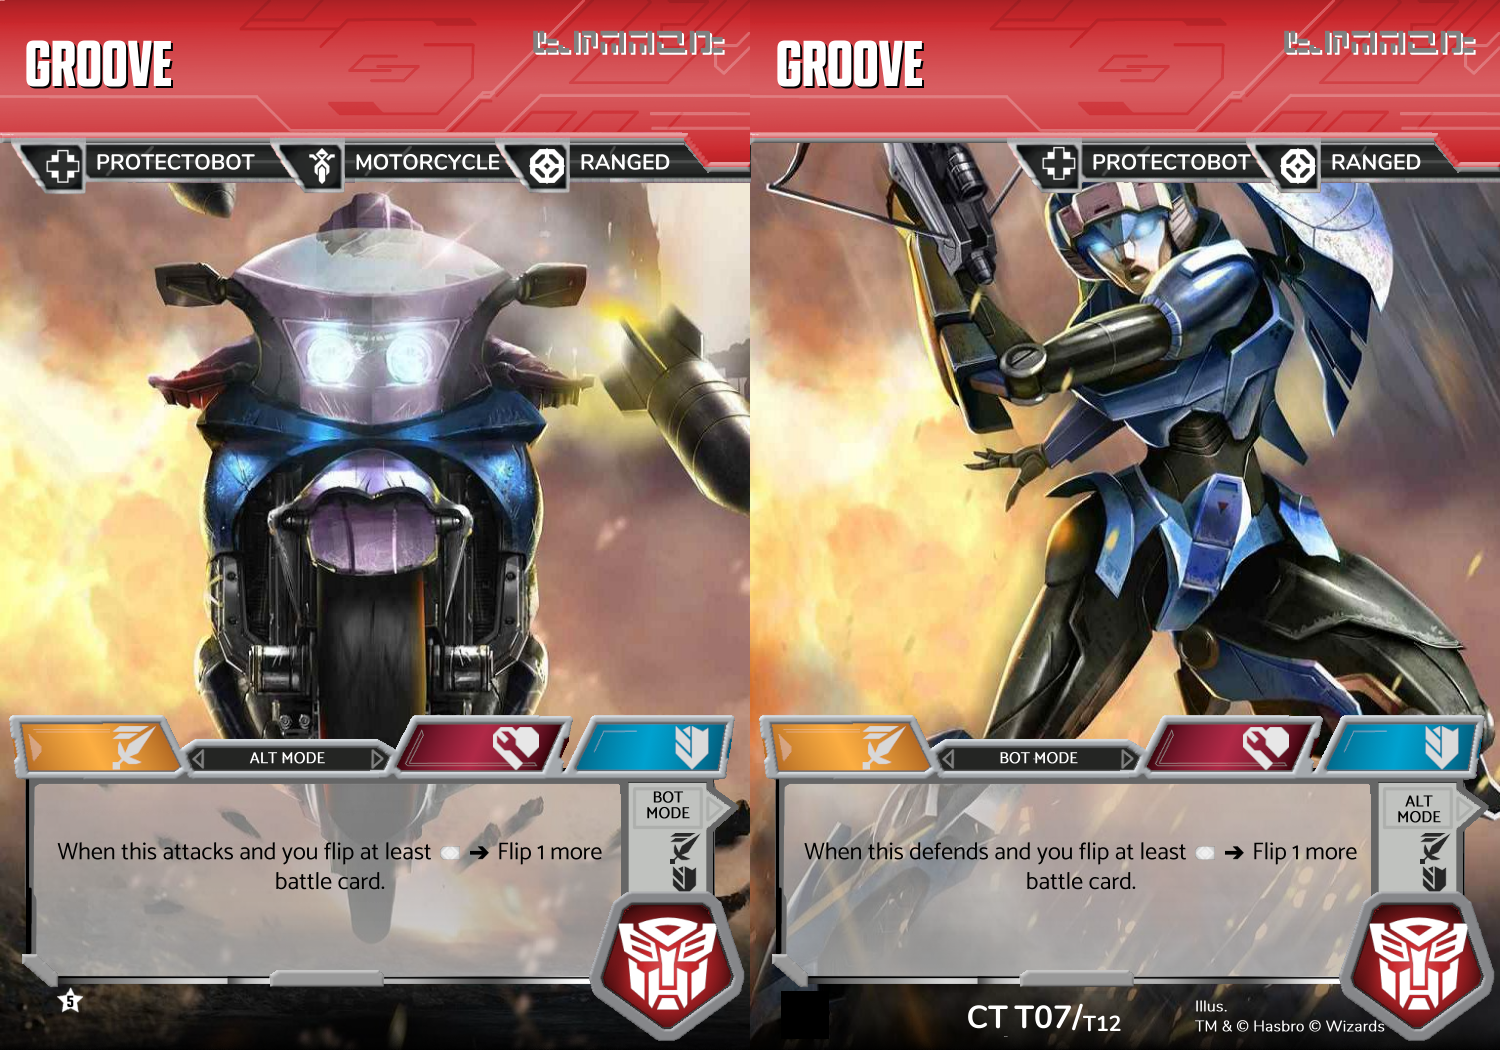 GROOVE
PROTECTOBOT MOTORCYCLE RANGED
ALT MODE
BOT
MODE
When this attacks and you flip at least ➔ Flip 1 more
battle card.
5
GROOVE
PROTECTOBOT RANGED
BOT MODE
ALT
MODE
When this defends and you flip at least ➔ Flip 1 more
battle card.
CT T07/T12
Illus.
TM & © Hasbro © Wizards